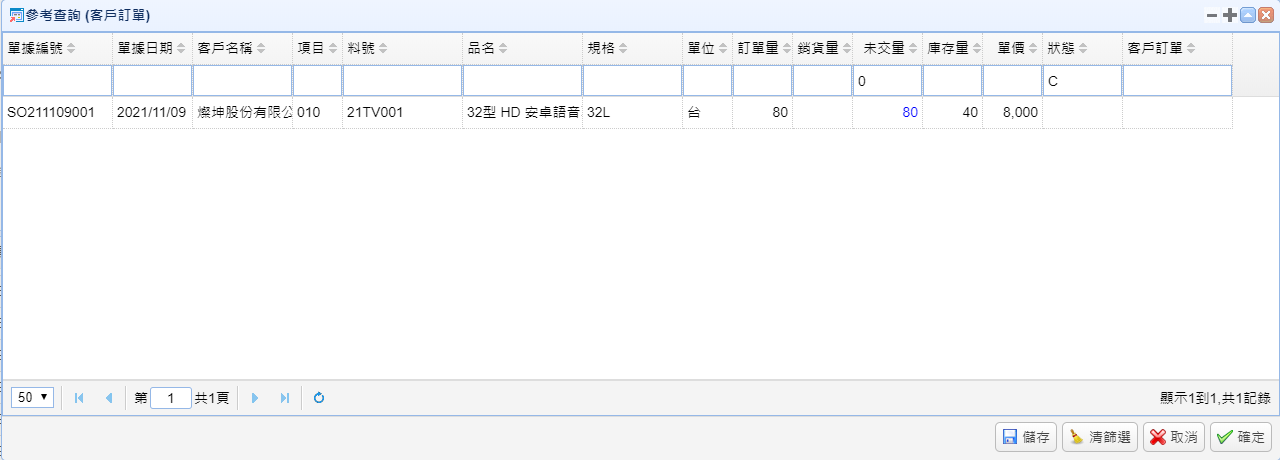 參考查詢 (客戶訂單)
單據編號 單據日期 客戶名稱 項目 料號 品名 規格 單位 訂單量 銷貨量 未交量 庫存量 單價 狀態 客戶訂單
0 C
SO211109001 2021/11/09 燦坤股份有限公 010 21TV001 32型 HD 安卓語音 32L 台 80 80 40 8,000
50 第 1 共1頁 顯示1到1,共1記錄
儲存 清篩選 取消 確定